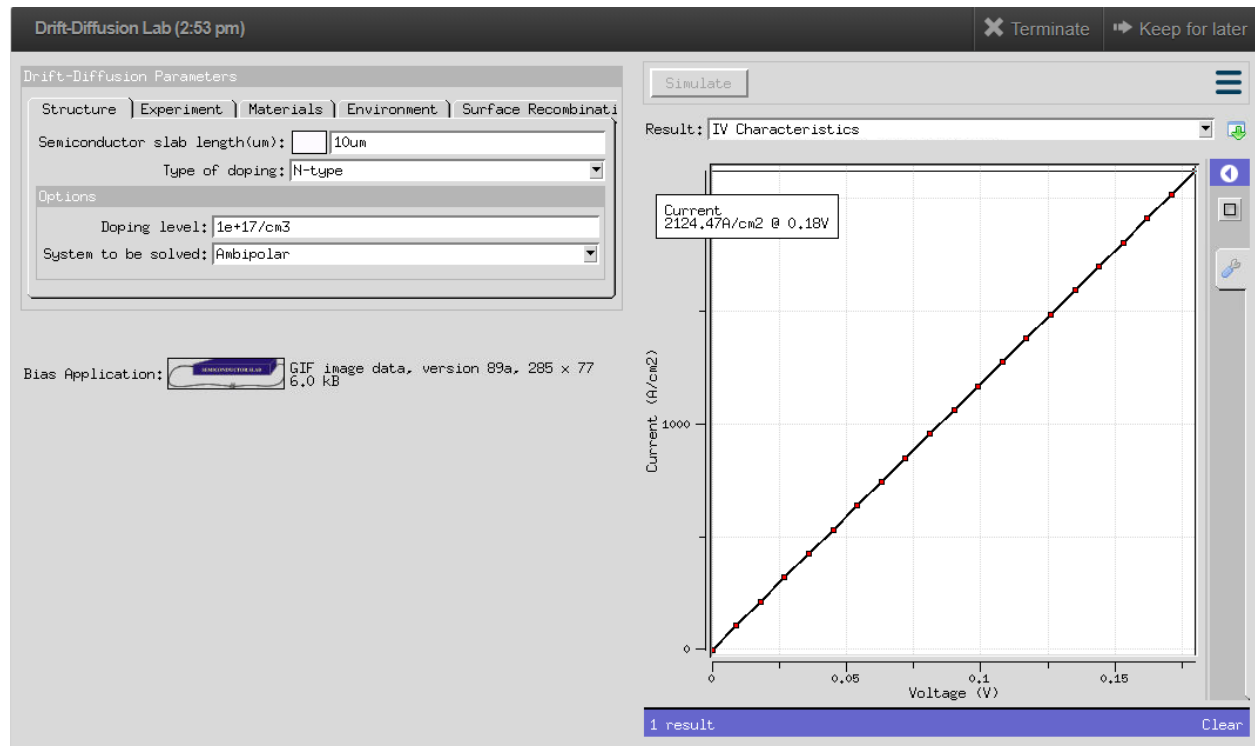 Drift-Diffusion Lab (2:53 pm)
Terminate
Keep for later
Drift-Diffusion Parameters
Structure Experiment Materials Environment Surface Recombinati
Semiconductor slab length(um): 10um
Type of doping: N-type
Options
Doping level: 1e+17/cm3
System to be solved: Ambipolar
Bias Application: SEMICONDUCTOR SLAB GIF image data, version 89a, 285 x 77
6.0 kB
Simulate
Result: IV Characteristics
Current
2124.47A/cm2 @ 0.18V
Current (A/cm2)
1000
0
0 0.05 0.1 0.15
Voltage (V)
1 result Clear